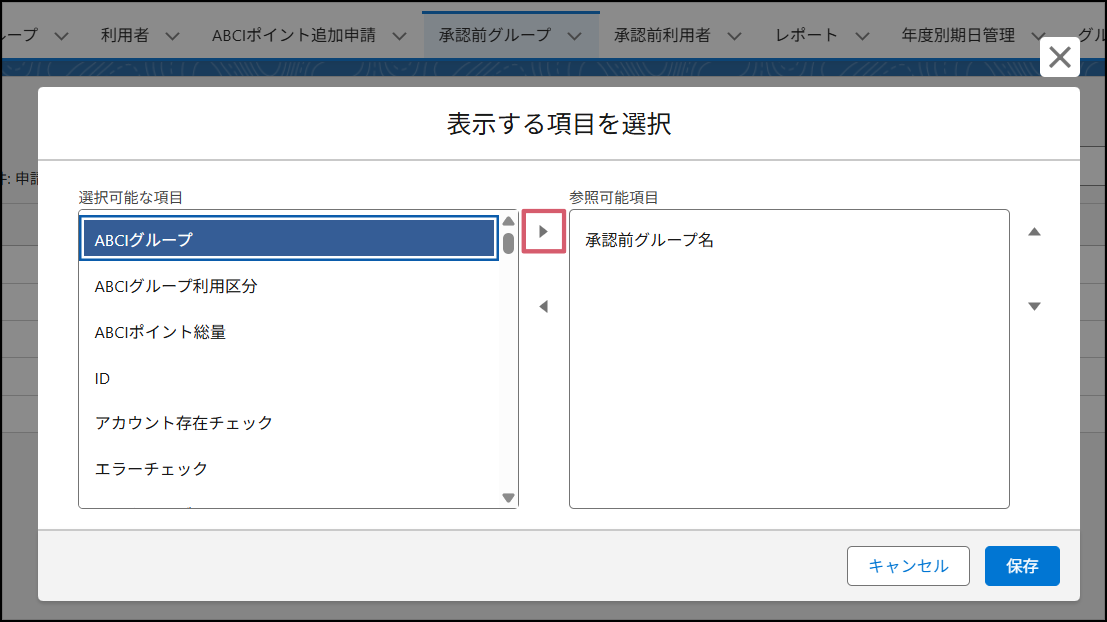 ープ 利用者 ABCIポイント追加申請 承認前グループ 承認前利用者 レポート 年度別期日管理 グル
表示する項目を選択
件: 申請
選択可能な項目
参照可能項目
ABCIグループ
承認前グループ名
ABCIグループ利用区分
ABCIポイント総量
ID
アカウント存在チェック
エラーチェック
キャンセル 保存